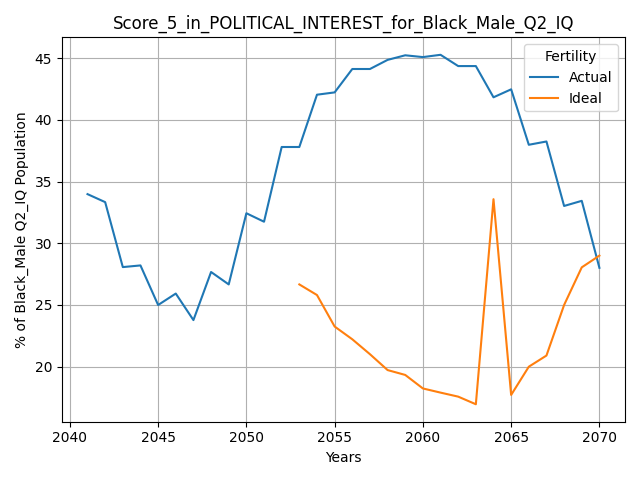 Score_5_in_POLITICAL_INTEREST_for_Black_Male_Q2_IQ
Fertility
Actual
Ideal
% of Black_Male Q2_IQ Population
45
40
35
30
25
20
2040
2045
2050
2055
2060
2065
2070
Years